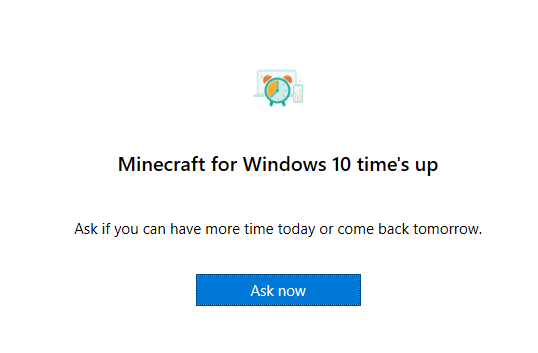 Minecraft for Windows 10 time's up
Ask if you can have more time today or come back tomorrow.
Ask now